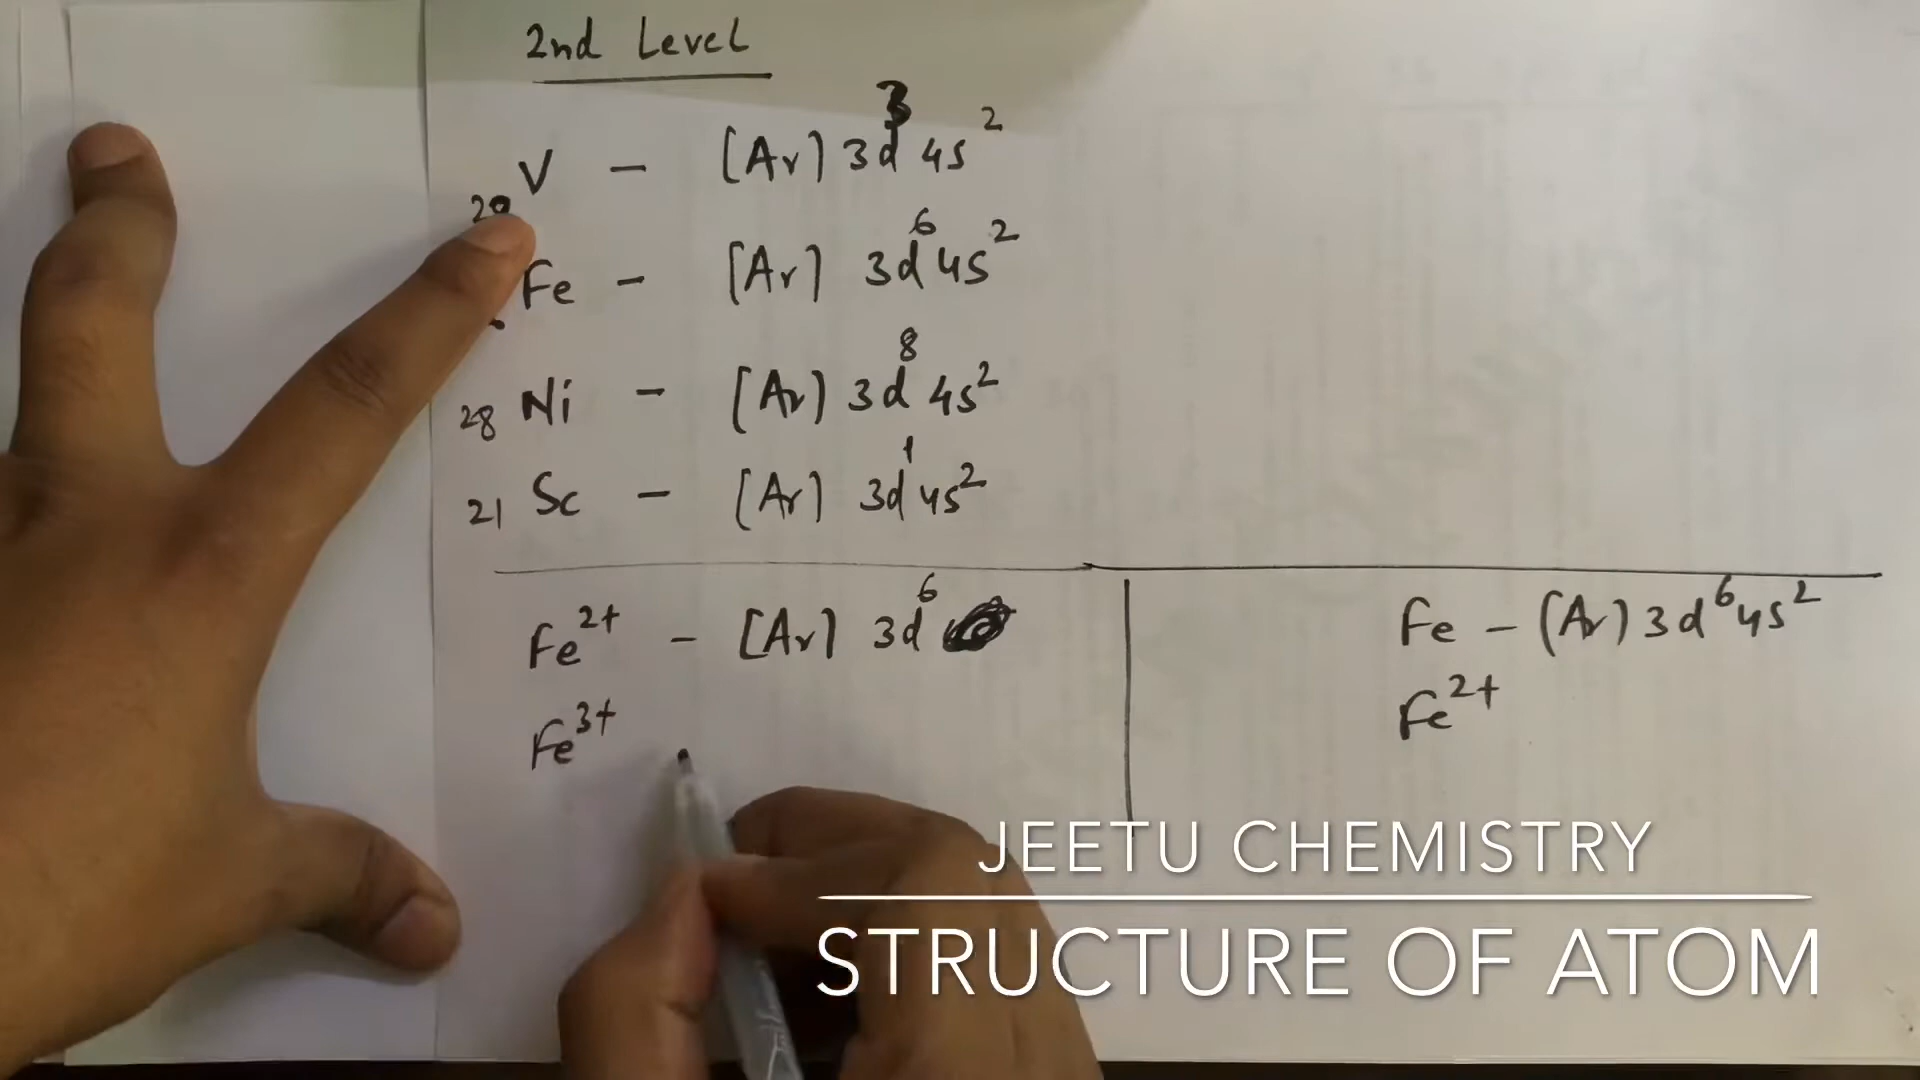 2nd Level
V - [Ar] 3d³ 4s²
Fe - [Ar] 3d⁶ 4s²
28 Ni - [Ar] 3d⁸ 4s²
21 Sc - [Ar] 3d¹ 4s²
Fe²⁺ - [Ar] 3d⁶
Fe³⁺
Fe - (Ar) 3d⁶ 4s²
Fe²⁺
JEETU CHEMISTRY
STRUCTURE OF ATOM